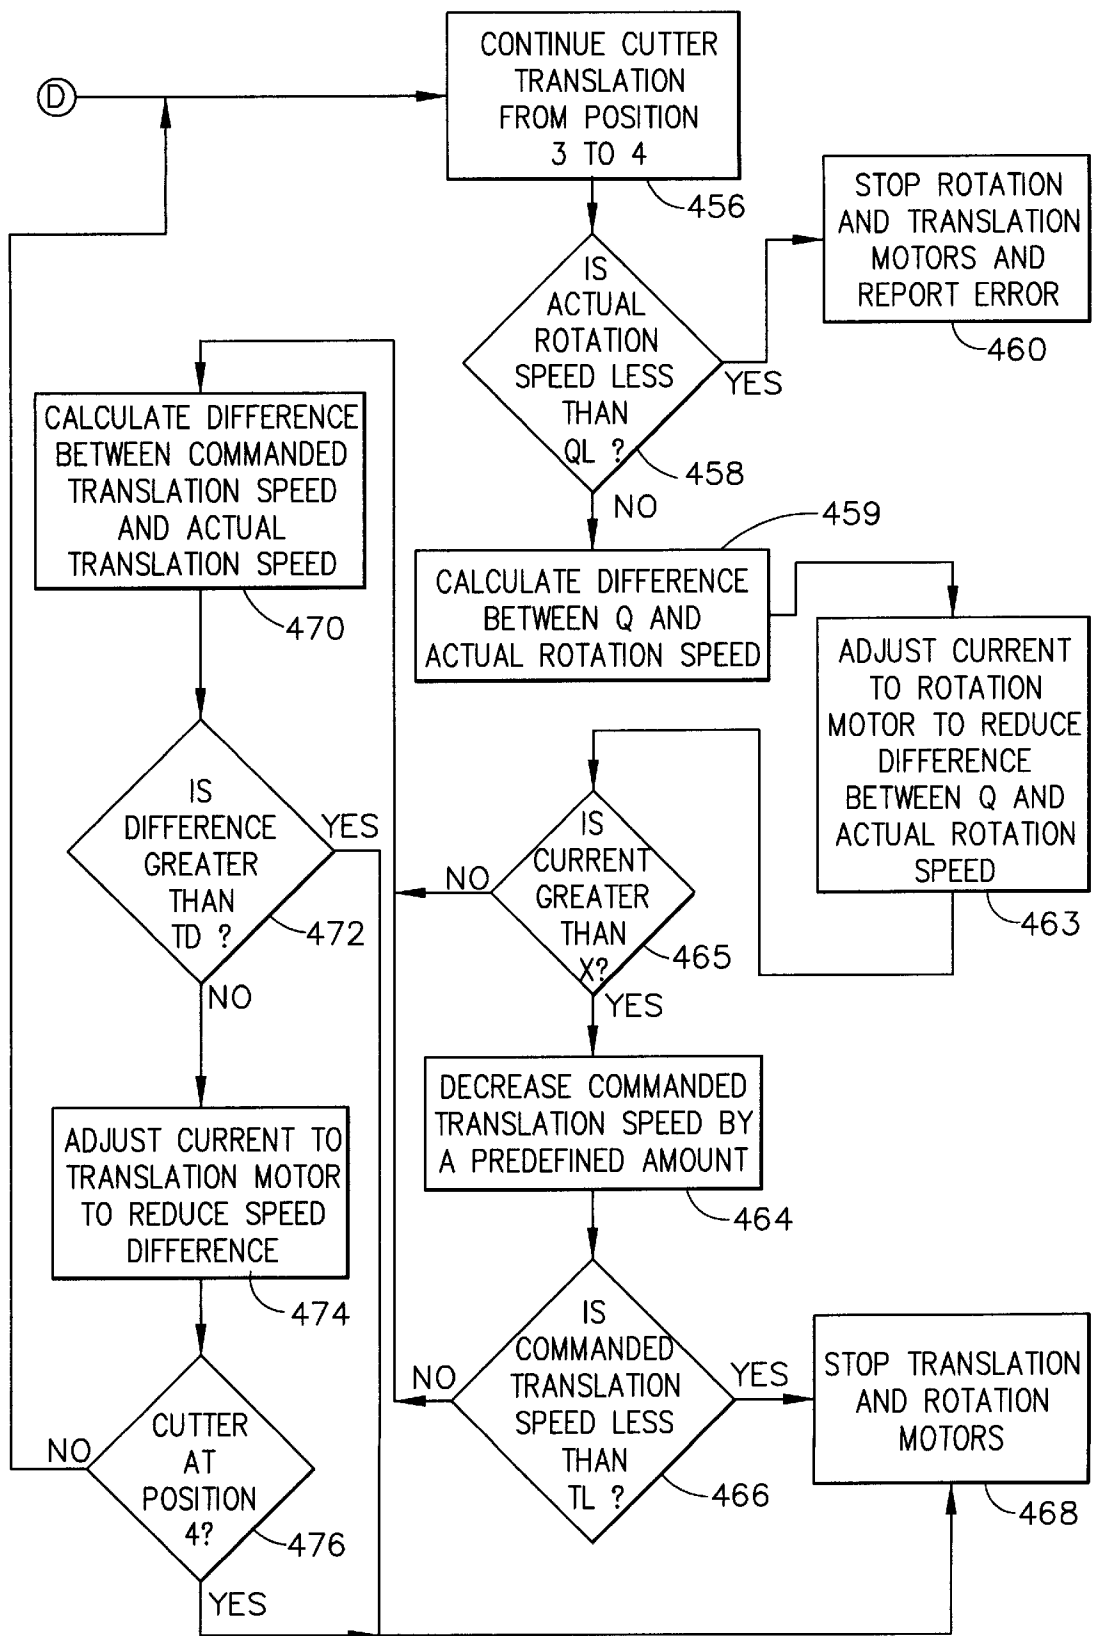 D
CONTINUE CUTTER
TRANSLATION
FROM POSITION
3 TO 4
456
STOP ROTATION
AND TRANSLATION
MOTORS AND
REPORT ERROR
460
IS
ACTUAL
ROTATION
SPEED LESS
THAN
QL ?
458
YES
NO
459
CALCULATE DIFFERENCE
BETWEEN Q AND
ACTUAL ROTATION SPEED
ADJUST CURRENT
TO ROTATION
MOTOR TO REDUCE
DIFFERENCE
BETWEEN Q AND
ACTUAL ROTATION
SPEED
463
IS
CURRENT
GREATER
THAN
X?
465
NO
YES
DECREASE COMMANDED
TRANSLATION SPEED BY
A PREDEFINED AMOUNT
464
IS
COMMANDED
TRANSLATION
SPEED LESS
THAN
TL ?
466
NO
YES
STOP TRANSLATION
AND ROTATION
MOTORS
468
CALCULATE DIFFERENCE
BETWEEN COMMANDED
TRANSLATION SPEED
AND ACTUAL
TRANSLATION SPEED
470
IS
DIFFERENCE
GREATER
THAN
TD ?
472
YES
NO
ADJUST CURRENT TO
TRANSLATION MOTOR
TO REDUCE SPEED
DIFFERENCE
474
CUTTER
AT
POSITION
4?
476
NO
YES